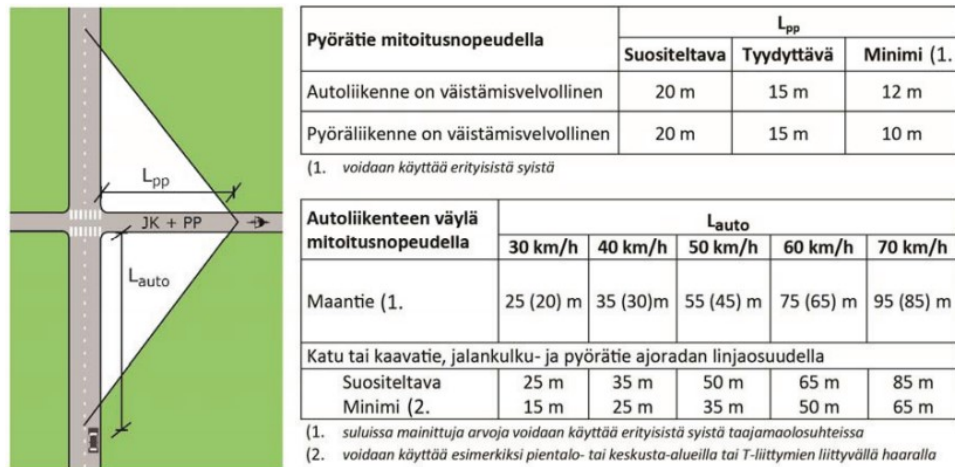 L_pp
JK + PP
L_auto
Pyörätie mitoitusnopeudella L_pp
Suositeltava Tyydyttävä Minimi (1.
Autoliikenne on väistämisvelvollinen 20 m 15 m 12 m
Pyöräliikenne on väistämisvelvollinen 20 m 15 m 10 m
(1. voidaan käyttää erityisistä syistä
Autoliikenteen väylä mitoitusnopeudella L_auto
30 km/h 40 km/h 50 km/h 60 km/h 70 km/h
Maantie (1. 25 (20) m 35 (30)m 55 (45) m 75 (65) m 95 (85) m
Katu tai kaavatie, jalankulku- ja pyörätie ajoradan linjaosuudella
Suositeltava 25 m 35 m 50 m 65 m 85 m
Minimi (2. 15 m 25 m 35 m 50 m 65 m
(1. suluissa mainittuja arvoja voidaan käyttää erityisistä syistä taajamaolosuhteissa
(2. voidaan käyttää esimerkiksi pientalo- tai keskusta-alueilla tai T-liittymien liittyvällä haaralla